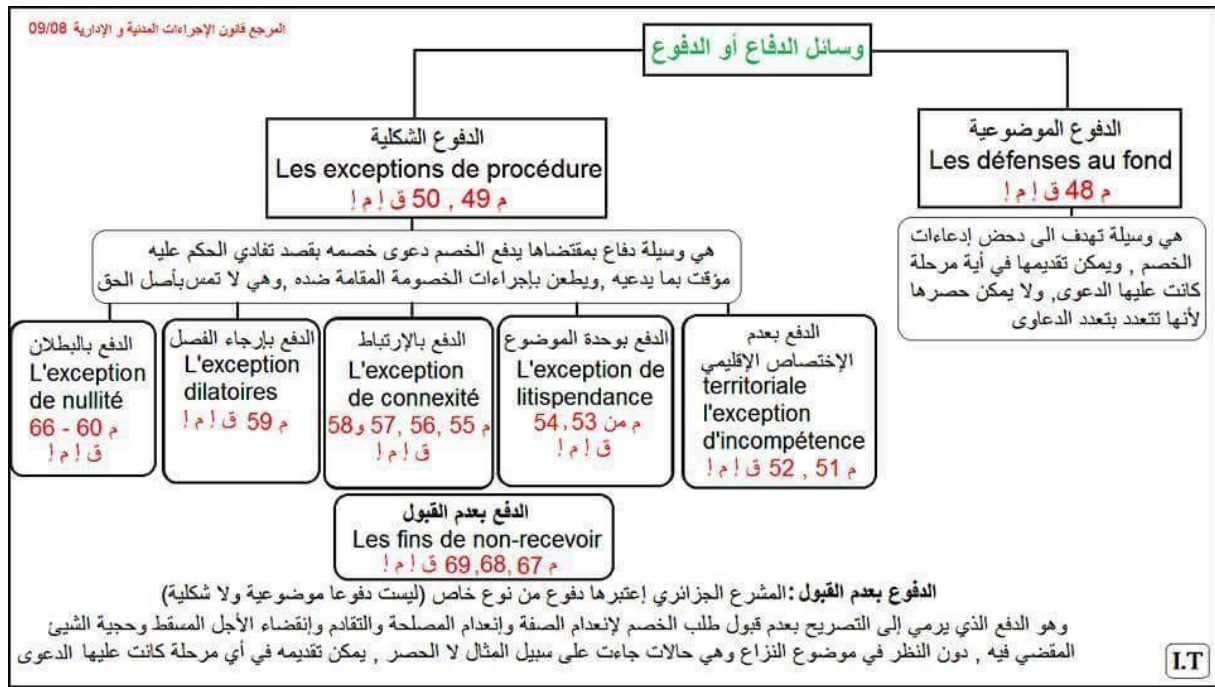 المرجع قانون الإجراءات المدنية و الإدارية 09/08
وسائل الدفاع أو الدفوع
الدفوع الموضوعية
Les défenses au fond
م 48 ق إ م إ
هي وسيلة تهدف الى دحض إدعاءات
الخصم , ويمكن تقديمها في أية مرحلة
كانت عليها الدعوى, ولا يمكن حصرها
لأنها تتعدد بتعدد الدعاوى
الدفوع الشكلية
Les exceptions de procédure
م 49 , 50 ق إ م إ
هي وسيلة دفاع بمقتضاها يدفع الخصم دعوى خصمه بقصد تفادي الحكم عليه
مؤقت بما يدعيه ,ويطعن بإجراءات الخصومة المقامة ضده ,وهي لا تمس بأصل الحق
الدفع بعدم
الإختصاص الإقليمي
territoriale
l'exception
d'incompétence
م 51 , 52 ق إ م إ
الدفع بوحدة الموضوع
L'exception de
litispendance
م من 53, 54
ق إ م إ
الدفع بالإرتباط
L'exception
de connexité
م 55 ,56 ,57 و58
ق إ م إ
الدفع بإرجاء الفصل
L'exception
dilatoires
م 59 ق إ م إ
الدفع بالبطلان
L'exception
de nullité
م 60 - 66
ق إ م إ
الدفع بعدم القبول
Les fins de non-recevoir
م 67 ,68, 69 ق إ م إ
الدفوع بعدم القبول : المشرع الجزائري إعتبرها دفوع من نوع خاص (ليست دفوعا موضوعية ولا شكلية)
وهو الدفع الذي يرمي إلى التصريح بعدم قبول طلب الخصم لإنعدام الصفة وإنعدام المصلحة والتقادم وإنقضاء الأجل المسقط وحجية الشيئ
المقضي فيه , دون النظر في موضوع النزاع وهي حالات جاءت على سبيل المثال لا الحصر , يمكن تقديمه في أي مرحلة كانت عليها الدعوى
I.T